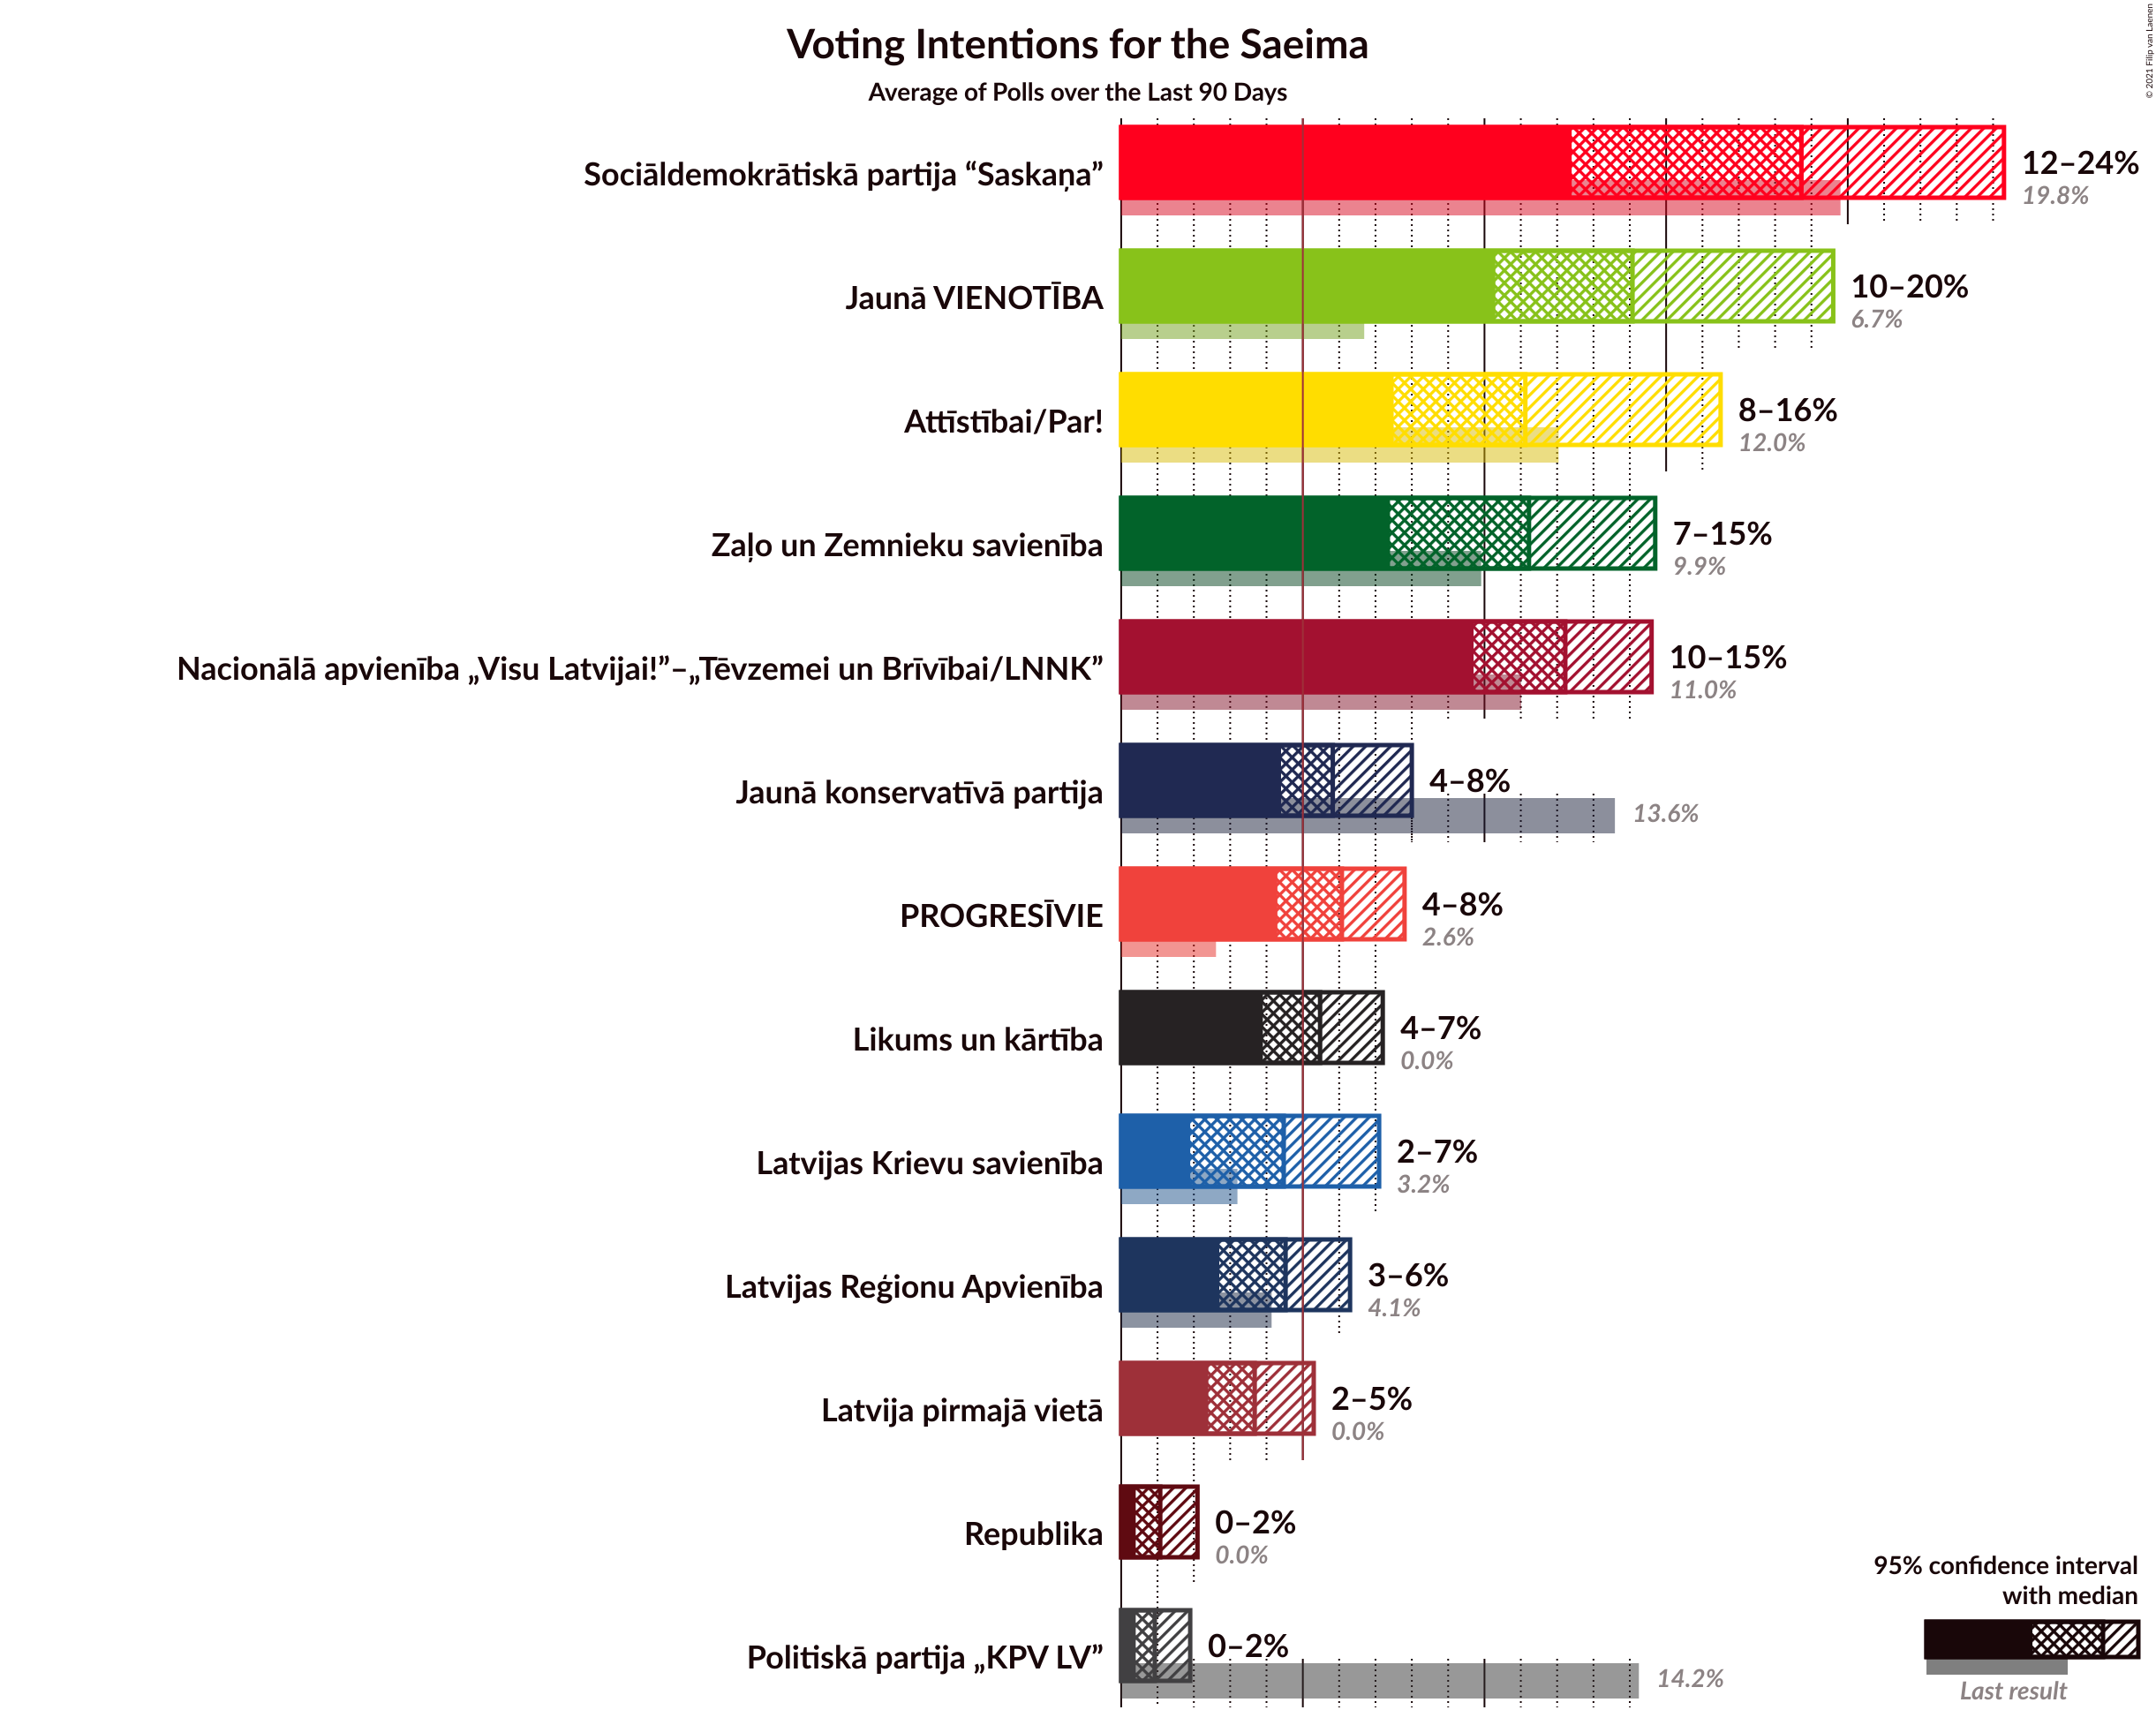 Voting Intentions for the Saeima
Average of Polls over the Last 90 Days
© 2021 Filip van Laenen
Sociāldemokrātiskā partija “Saskaņa”
12–24%
19.8%
Jaunā VIENOTĪBA
10–20%
6.7%
Attīstībai/Par!
8–16%
12.0%
Zaļo un Zemnieku savienība
7–15%
9.9%
Nacionālā apvienība „Visu Latvijai!”–„Tēvzemei un Brīvībai/LNNK”
10–15%
11.0%
Jaunā konservatīvā partija
4–8%
13.6%
PROGRESĪVIE
4–8%
2.6%
Likums un kārtība
4–7%
0.0%
Latvijas Krievu savienība
2–7%
3.2%
Latvijas Reģionu Apvienība
3–6%
4.1%
Latvija pirmajā vietā
2–5%
0.0%
Republika
0–2%
0.0%
Politiskā partija „KPV LV”
0–2%
14.2%
95% confidence interval
with median
Last result